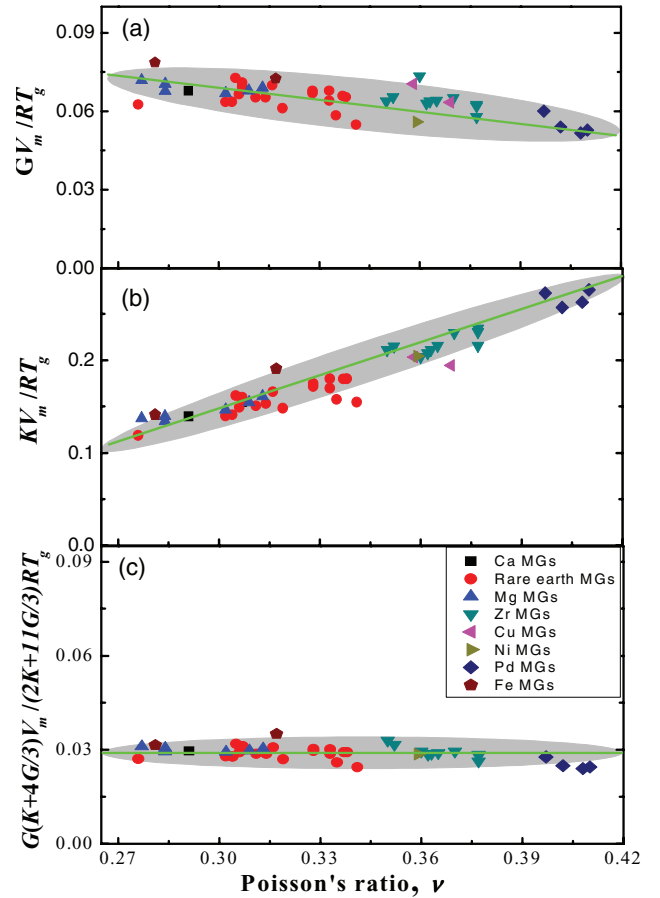 (a)
0.09
0.06
0.03
0.00
GV_m /RT_g
(b)
0.2
0.1
0.0
KV_m /RT_g
(c)
0.09
0.06
0.03
0.00
G(K+4G/3)V_m /(2K+11G/3)RT_g
Ca MGs
Rare earth MGs
Mg MGs
Zr MGs
Cu MGs
Ni MGs
Pd MGs
Fe MGs
0.27 0.30 0.33 0.36 0.39 0.42
Poisson's ratio, ν